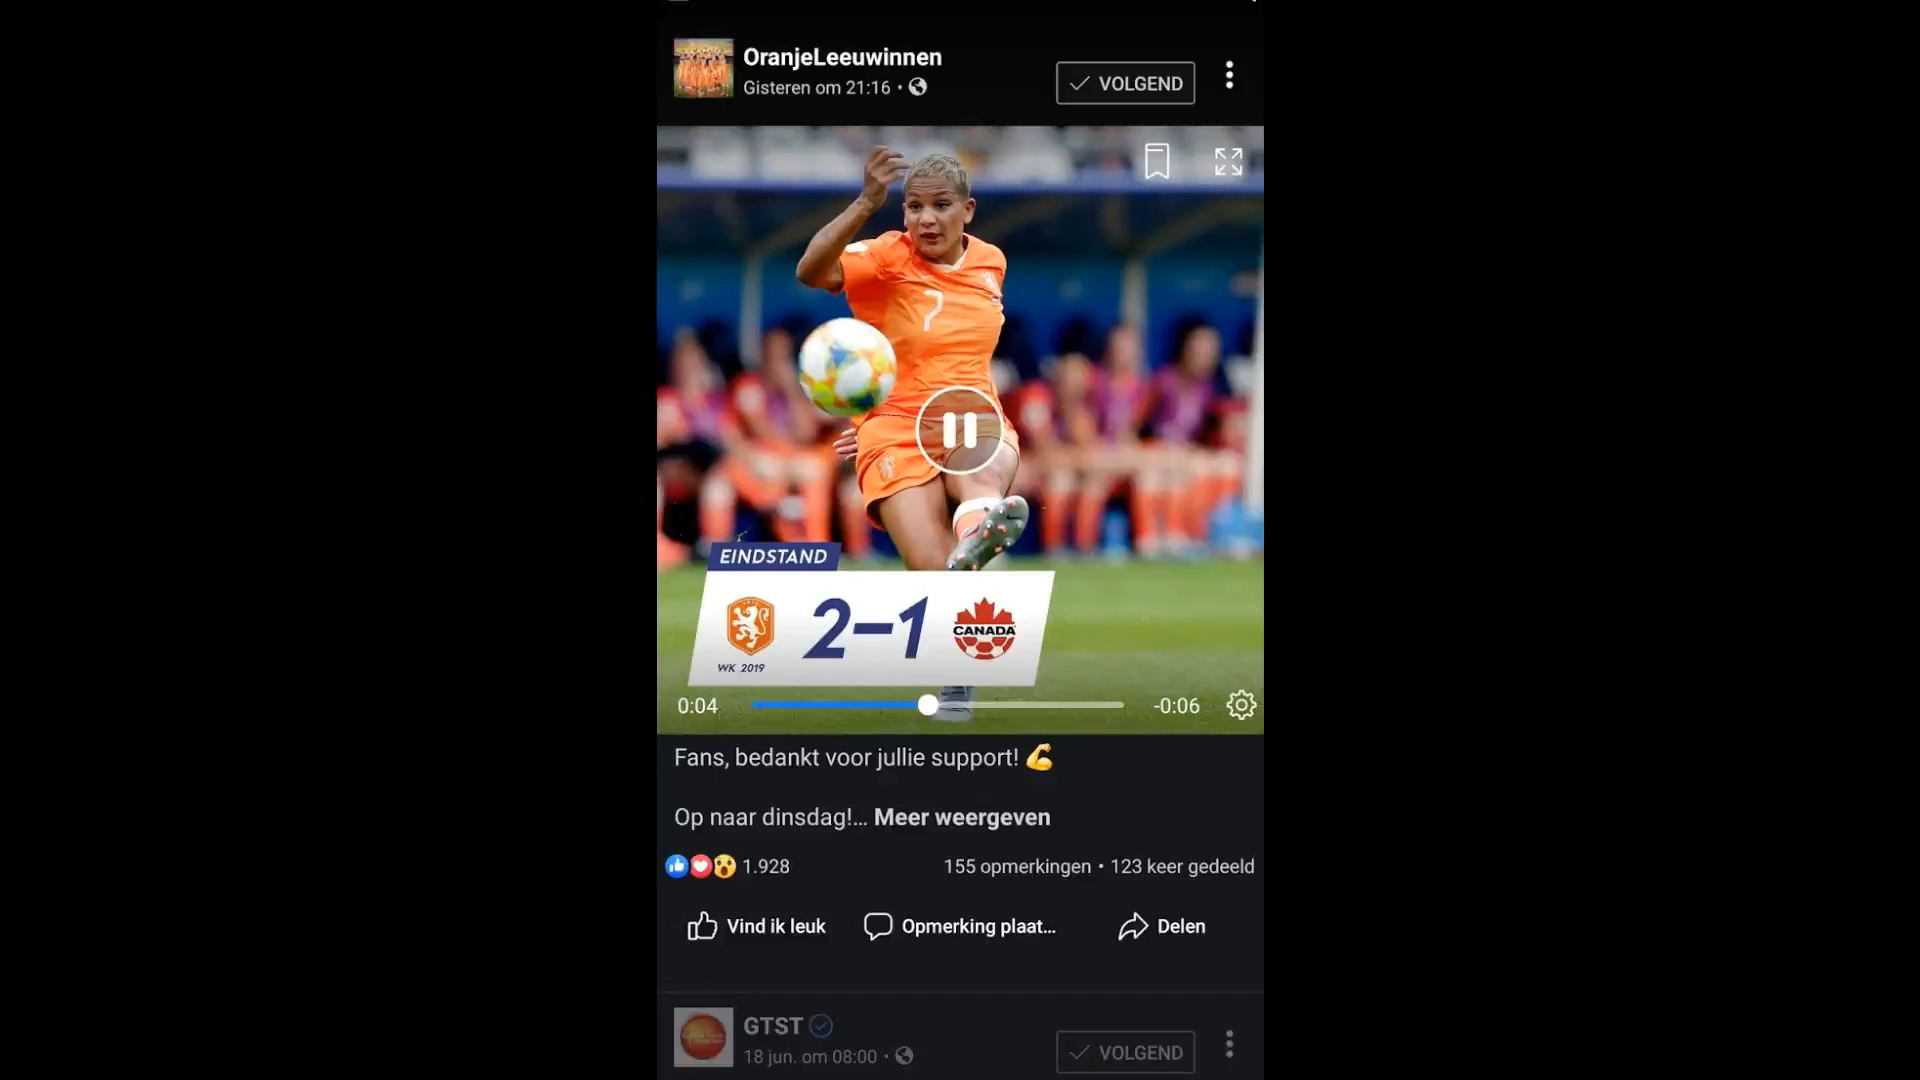 OranjeLeeuwinnen
Gisteren om 21:16 •
VOLGEND
7
EINDSTAND
2-1
CANADA
WK 2019
0:04
-0:06
Fans, bedankt voor jullie support! 💪
Op naar dinsdag!... Meer weergeven
1.928
155 opmerkingen • 123 keer gedeeld
Vind ik leuk
Opmerking plaat...
Delen
GTST
18 jun. om 08:00 •
VOLGEND